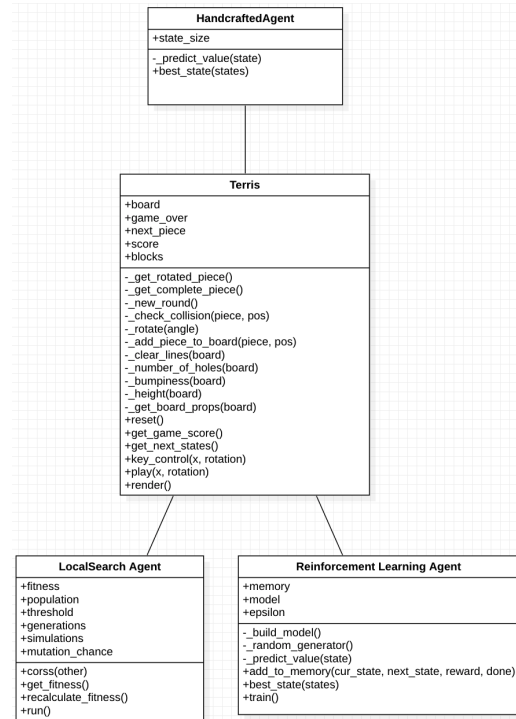 HandcraftedAgent
+state_size
-_predict_value(state)
+best_state(states)
Terris
+board
+game_over
+next_piece
+score
+blocks
-_get_rotated_piece()
-_get_complete_piece()
-_new_round()
-_check_collision(piece, pos)
-_rotate(angle)
-_add_piece_to_board(piece, pos)
-_clear_lines(board)
-_number_of_holes(board)
-_bumpiness(board)
-_height(board)
-_get_board_props(board)
+reset()
+get_game_score()
+get_next_states()
+key_control(x, rotation)
+play(x, rotation)
+render()
LocalSearch Agent
+fitness
+population
+threshold
+generations
+simulations
+mutation_chance
+corss(other)
+get_fitness()
+recalculate_fitness()
+run()
Reinforcement Learning Agent
+memory
+model
+epsilon
-_build_model()
-_random_generator()
-_predict_value(state)
+add_to_memory(cur_state, next_state, reward, done)
+best_state(states)
+train()